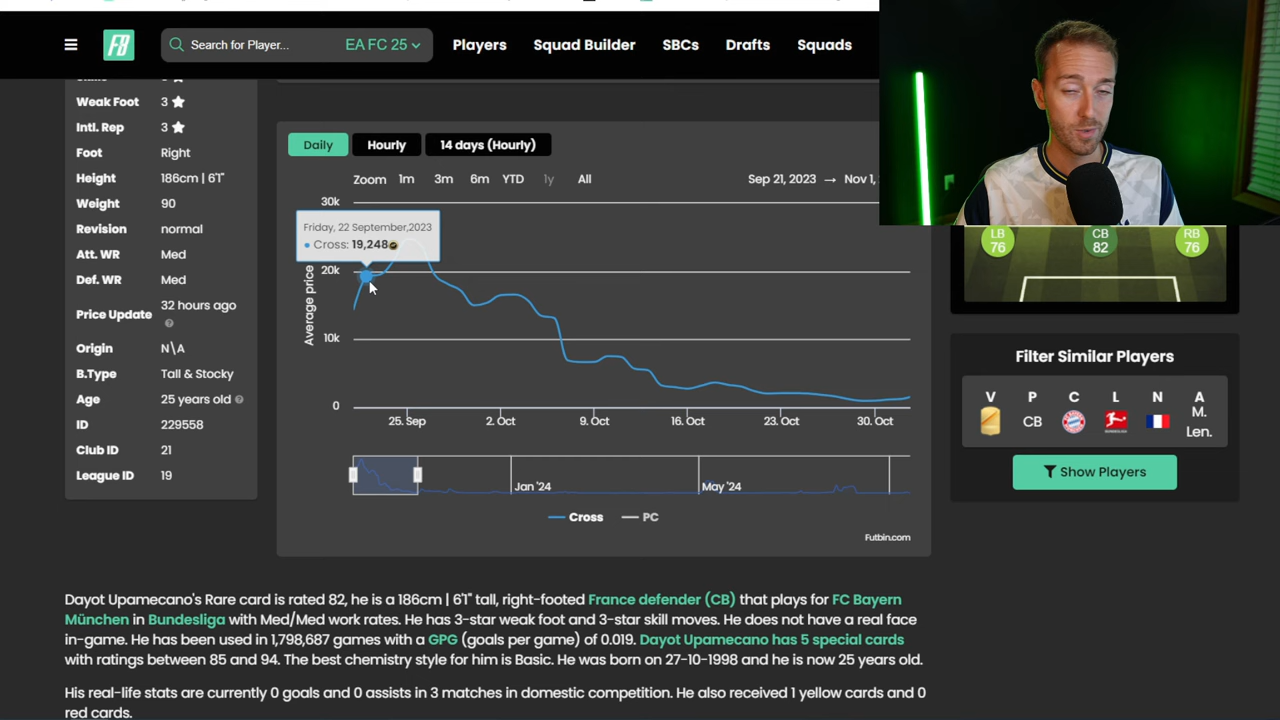 FB
Search for Player...
EA FC 25
Players
Squad Builder
SBCs
Drafts
Squads
Weak Foot 3
Intl. Rep 3
Foot Right
Height 186cm | 6'1"
Weight 90
Revision normal
Att. WR Med
Def. WR Med
Price Update 32 hours ago
Origin N\A
B.Type Tall & Stocky
Age 25 years old
ID 229558
Club ID 21
League ID 19
Daily Hourly 14 days (Hourly)
Zoom 1m 3m 6m YTD 1y All
Sep 21, 2023 → Nov 1,
30k
Friday, 22 September,2023
Cross: 19,248
20k
10k
0
Average price
25. Sep 2. Oct 9. Oct 16. Oct 23. Oct 30. Oct
Jan '24 May '24
Cross PC
Futbin.com
LB
76
CB
82
RB
76
Filter Similar Players
V P C L N A
CB
M.
Len.
Show Players
Dayot Upamecano's Rare card is rated 82, he is a 186cm | 6'1" tall, right-footed France defender (CB) that plays for FC Bayern
München in Bundesliga with Med/Med work rates. He has 3-star weak foot and 3-star skill moves. He does not have a real face
in-game. He has been used in 1,798,687 games with a GPG (goals per game) of 0.019. Dayot Upamecano has 5 special cards
with ratings between 85 and 94. The best chemistry style for him is Basic. He was born on 27-10-1998 and he is now 25 years old.
His real-life stats are currently 0 goals and 0 assists in 3 matches in domestic competition. He also received 1 yellow cards and 0
red cards.